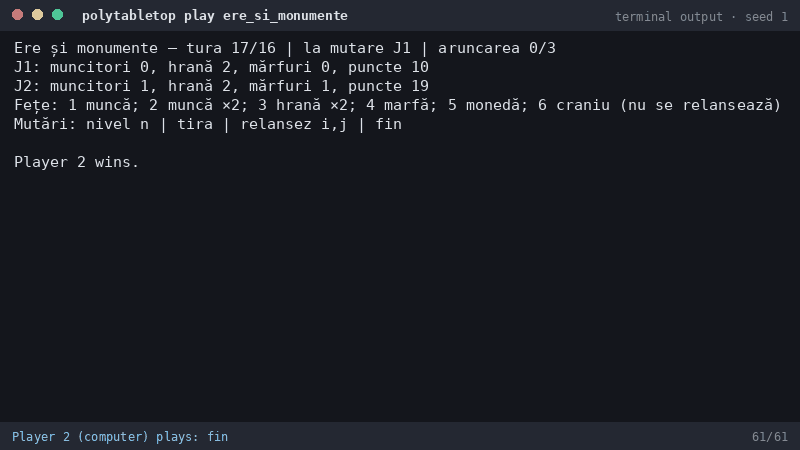 polytabletop play ere_si_monumente
terminal output · seed 1
Ere și monumente — tura 17/16 | la mutare J1 | aruncarea 0/3
J1: muncitori 0, hrană 2, mărfuri 0, puncte 10
J2: muncitori 1, hrană 2, mărfuri 1, puncte 19
Fețe: 1 muncă; 2 muncă ×2; 3 hrană ×2; 4 marfă; 5 monedă; 6 craniu (nu se relansează)
Mutări: nivel n | tira | relansez i,j | fin
Player 2 wins.
Player 2 (computer) plays: fin
61/61